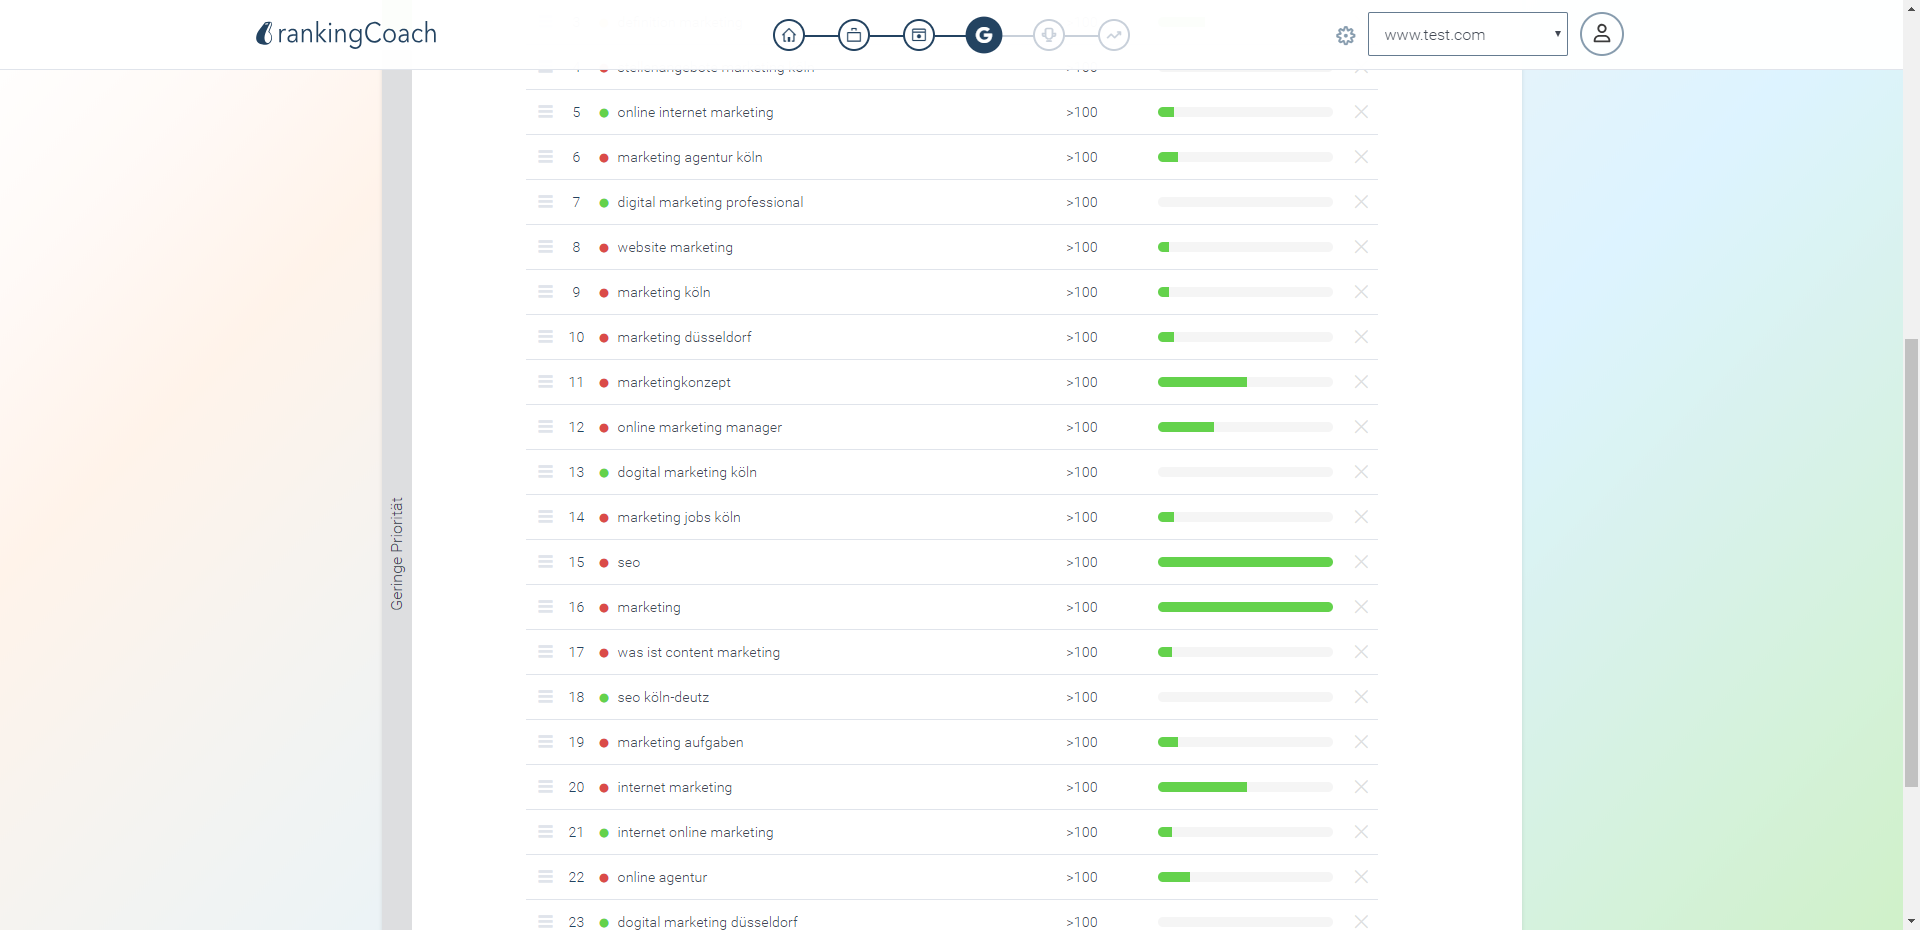 rankingCoach
G
www.test.com
4 stellenangebote marketing köln >100
5 online internet marketing >100
6 marketing agentur köln >100
7 digital marketing professional >100
8 website marketing >100
9 marketing köln >100
10 marketing düsseldorf >100
11 marketingkonzept >100
12 online marketing manager >100
13 dogital marketing köln >100
14 marketing jobs köln >100
15 seo >100
16 marketing >100
17 was ist content marketing >100
18 seo köln-deutz >100
19 marketing aufgaben >100
20 internet marketing >100
21 internet online marketing >100
22 online agentur >100
23 dogital marketing düsseldorf >100
Geringe Priorität